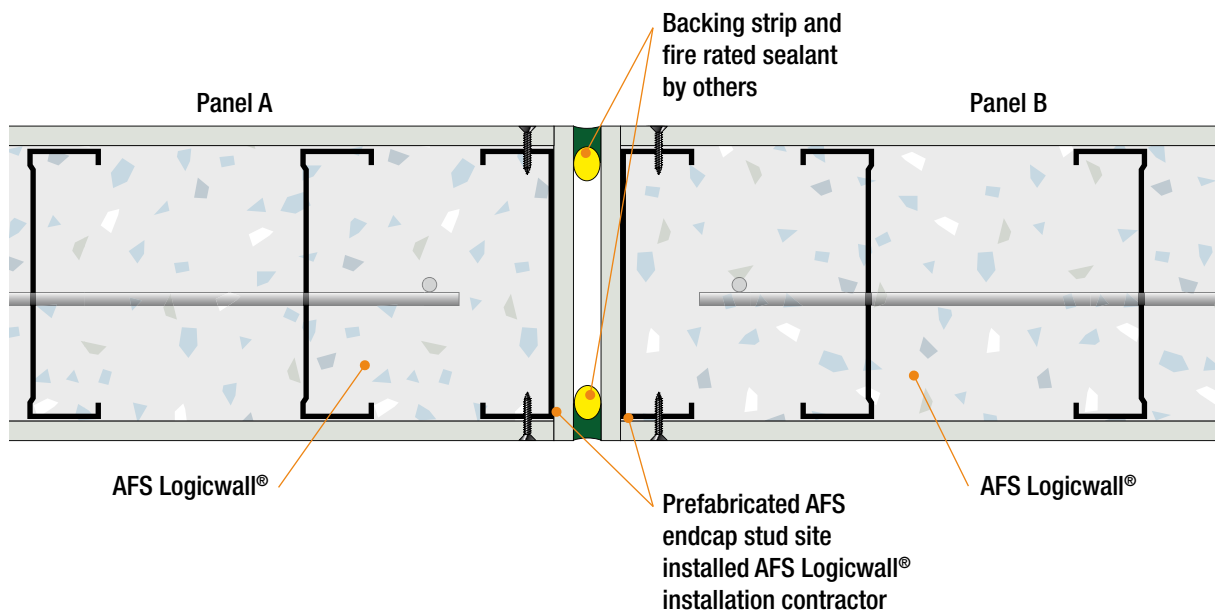 Backing strip and
fire rated sealant
by others
Panel A
Panel B
AFS Logicwall®
AFS Logicwall®
Prefabricated AFS
endcap stud site
installed AFS Logicwall®
installation contractor